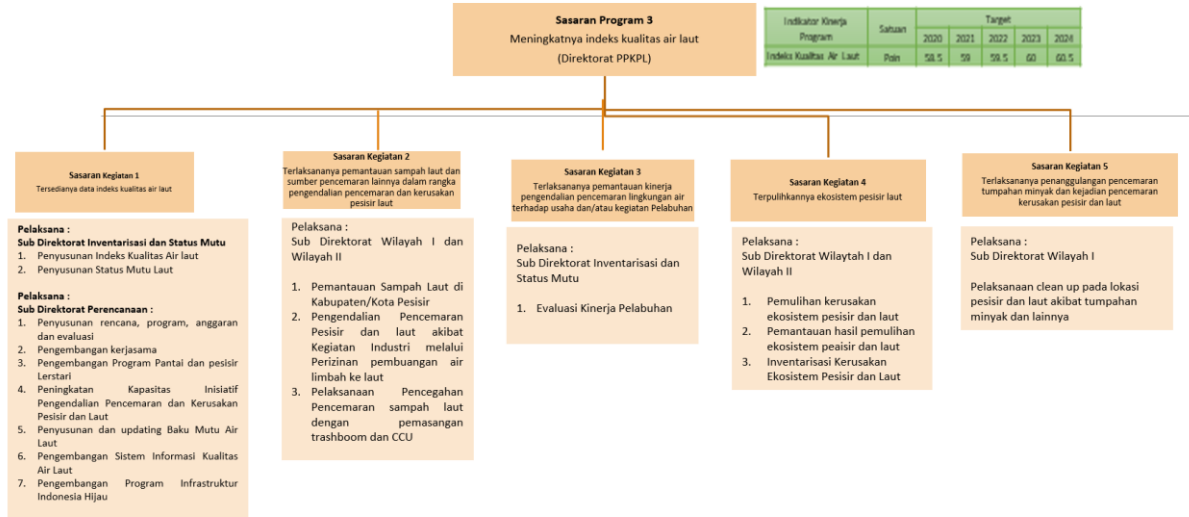 Sasaran Program 3
Meningkatnya indeks kualitas air laut
(Direktorat PPKPL)
Indikator Kinerja Program Satuan Target
2020 2021 2022 2023 2024
Indeks Kualitas Air Laut Poin 58.5 59 59.5 60 60.5
Sasaran Kegiatan 1
Tersedianya data indeks kualitas air laut
Pelaksana :
Sub Direktorat Inventarisasi dan Status Mutu
1. Penyusunan Indeks Kualitas Air laut
2. Penyusunan Status Mutu Laut
Pelaksana :
Sub Direktorat Perencanaan :
1. Penyusunan rencana, program, anggaran
dan evaluasi
2. Pengembangan kerjasama
3. Pengembangan Program Pantai dan pesisir
Lerstari
4. Peningkatan Kapasitas Inisiatif
Pengendalian Pencemaran dan Kerusakan
Pesisir dan Laut
5. Penyusunan dan updating Baku Mutu Air
Laut
6. Pengembangan Sistem Informasi Kualitas
Air Laut
7. Pengembangan Program Infrastruktur
Indonesia Hijau
Sasaran Kegiatan 2
Terlaksananya pemantauan sampah laut dan
sumber pencemaran lainnya dalam rangka
pengendalian pencemaran dan kerusakan
pesisir laut
Pelaksana :
Sub Direktorat Wilayah I dan
Wilayah II
1. Pemantauan Sampah Laut di
Kabupaten/Kota Pesisir
2. Pengendalian Pencemaran
Pesisir dan laut akibat
Kegiatan Industri melalui
Perizinan pembuangan air
limbah ke laut
3. Pelaksanaan Pencegahan
Pencemaran sampah laut
dengan pemasangan
trashboom dan CCU
Sasaran Kegiatan 3
Terlaksananya pemantauan kinerja
pengendalian pencemaran lingkungan air
terhadap usaha dan/atau kegiatan Pelabuhan
Pelaksana :
Sub Direktorat Inventarisasi dan
Status Mutu
1. Evaluasi Kinerja Pelabuhan
Sasaran Kegiatan 4
Terpulihkannya ekosistem pesisir laut
Pelaksana :
Sub Direktorat Wilaytah I dan
Wilayah II
1. Pemulihan kerusakan
ekosistem pesisir dan laut
2. Pemantauan hasil pemulihan
ekosistem peaisir dan laut
3. Inventarisasi Kerusakan
Ekosistem Pesisir dan Laut
Sasaran Kegiatan 5
Terlaksananya penanggulangan pencemaran
tumpahan minyak dan kejadian pencemaran
kerusakan pesisir dan laut
Pelaksana :
Sub Direktorat Wilayah I
Pelaksanaan clean up pada lokasi
pesisir dan laut akibat tumpahan
minyak dan lainnya